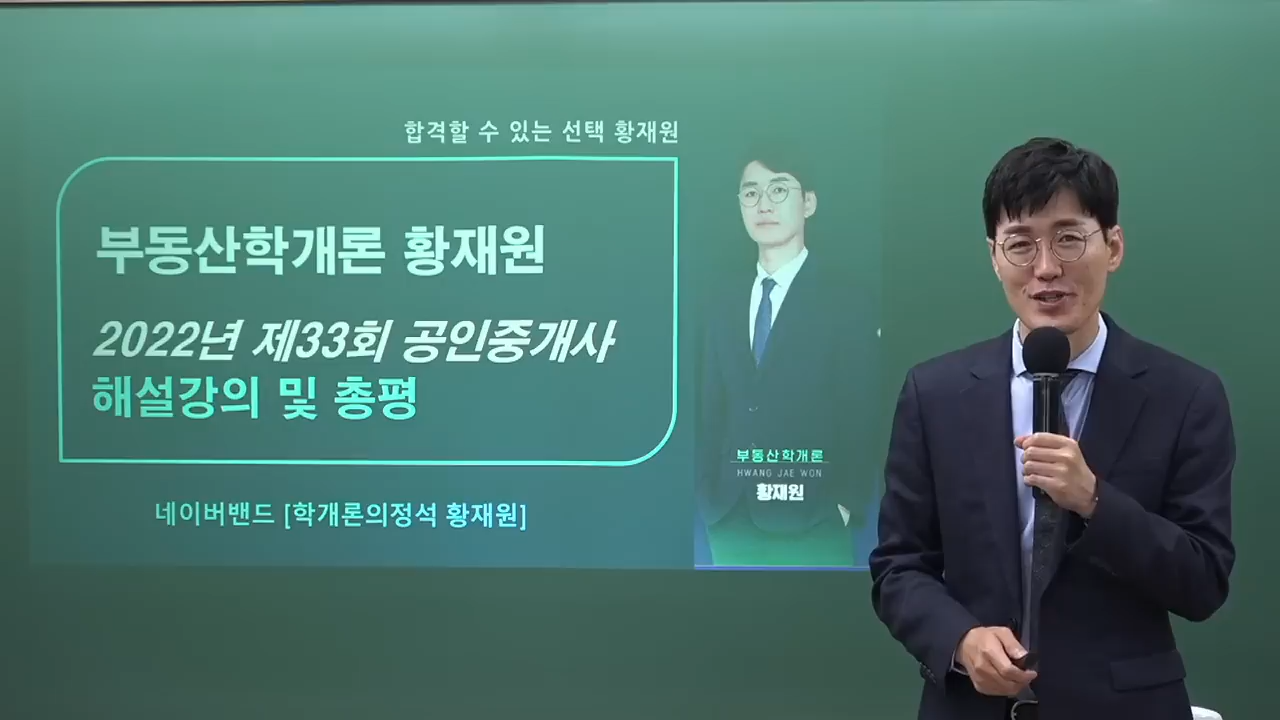 합격할 수 있는 선택 황재원
부동산학개론 황재원
2022년 제33회 공인중개사
해설강의 및 총평
네이버밴드 [학개론의정석 황재원]
부동산학개론
HWANG JAE WON
황재원